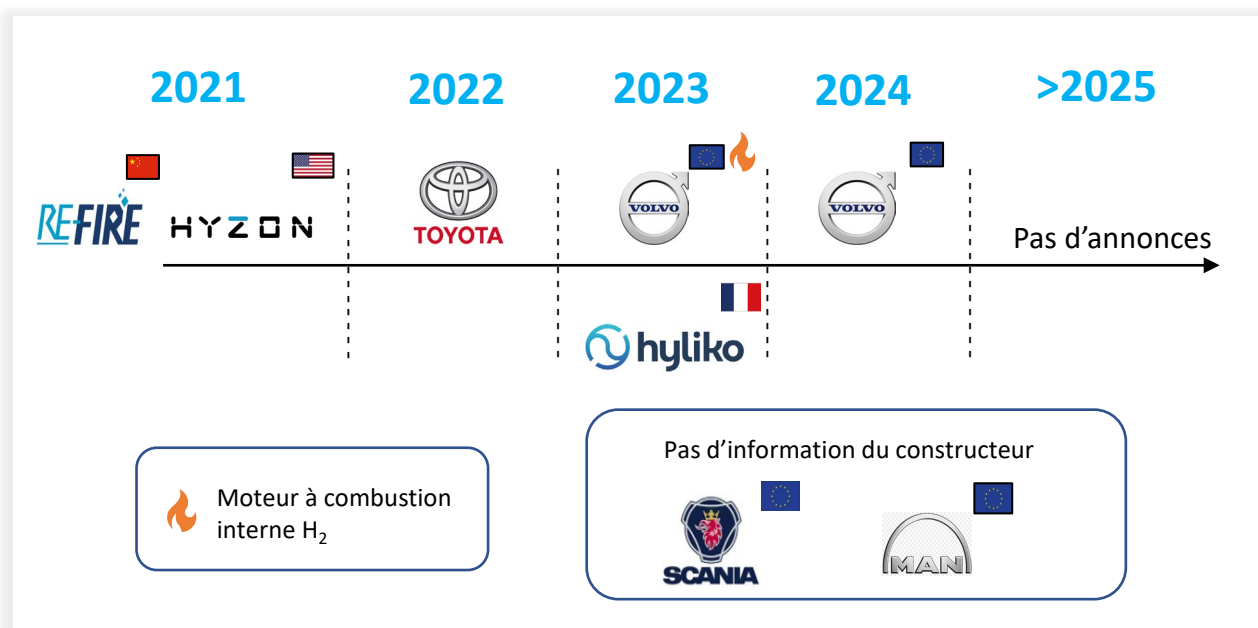 2021
2022
2023
2024
>2025
REFIRE
HYZON
TOYOTA
VOLVO
VOLVO
Pas d'annonces
hyliko
Moteur à combustion
interne H₂
Pas d'information du constructeur
SCANIA
MAN